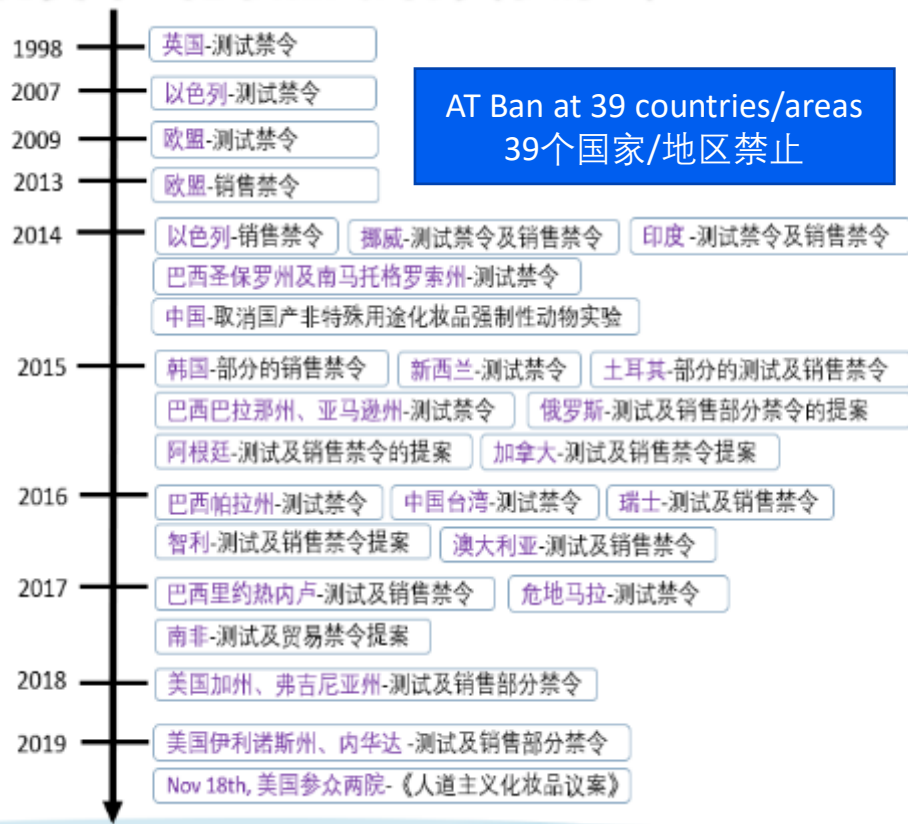 1998
英国-测试禁令
2007
以色列-测试禁令
AT Ban at 39 countries/areas
39个国家/地区禁止
2009
欧盟-测试禁令
2013
欧盟-销售禁令
2014
以色列-销售禁令
挪威-测试禁令及销售禁令
印度 -测试禁令及销售禁令
巴西圣保罗州及南马托格罗索州-测试禁令
中国-取消国产非特殊用途化妆品强制性动物实验
2015
韩国-部分的销售禁令
新西兰-测试禁令
土耳其-部分的测试及销售禁令
巴西巴拉那州、亚马逊州-测试禁令
俄罗斯-测试及销售部分禁令的提案
阿根廷-测试及销售禁令的提案
加拿大-测试及销售禁令提案
2016
巴西帕拉州-测试禁令
中国台湾-测试禁令
瑞士-测试及销售禁令
智利-测试及销售禁令提案
澳大利亚-测试及销售禁令
2017
巴西里约热内卢-测试及销售禁令
危地马拉-测试禁令
南非-测试及贸易禁令提案
2018
美国加州、弗吉尼亚州-测试及销售部分禁令
2019
美国伊利诺斯州、内华达 -测试及销售部分禁令
Nov 18th, 美国参众两院-《人道主义化妆品议案》